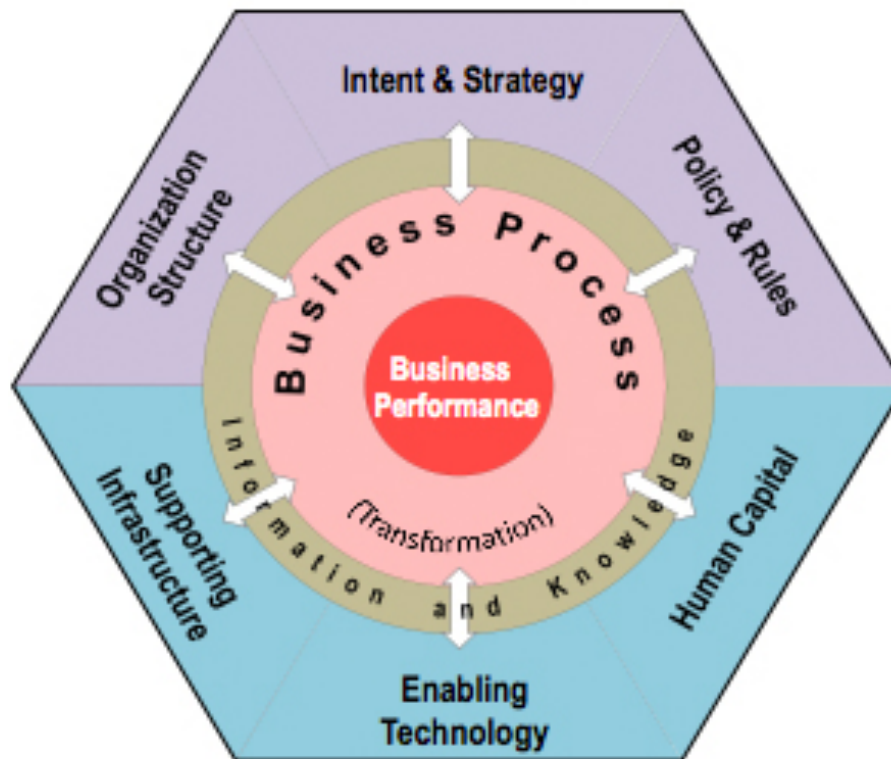 Intent & Strategy
Organization
Structure
Policy & Rules
Business Process
Business
Performance
(Transformation)
Information and Knowledge
Supporting
Infrastructure
Human Capital
Enabling
Technology